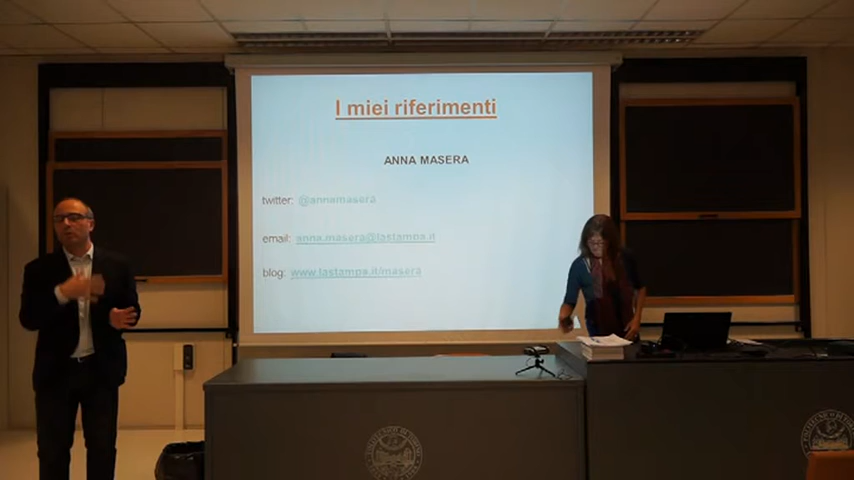 I miei riferimenti
ANNA MASERA
twitter: @annamasera
email: anna.masera@lastampa.it
blog: www.lastampa.it/masera